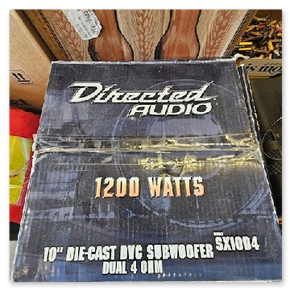 Directed
AUDIO
1200 WATTS
10" DIE-CAST DVC SUBWOOFER
SX10D4
DUAL 4 OHM